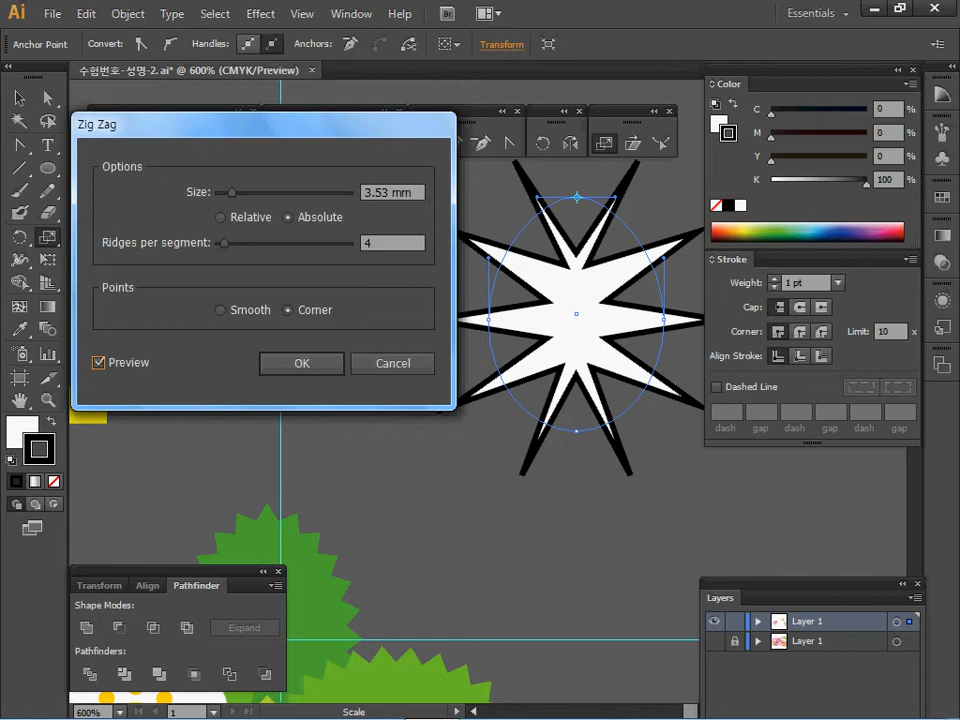 Ai File Edit Object Type Select Effect View Window Help Br Essentials
Anchor Point Convert: Handles: Anchors: Transform
수험번호-성명-2.ai* @ 600% (CMYK/Preview) ×
Zig Zag
Options
Size: 3.53 mm
Relative Absolute
Ridges per segment: 4
Points
Smooth Corner
Preview OK Cancel
Color
C 0 %
M 0 %
Y 0 %
K 100 %
Stroke
Weight: 1 pt
Cap:
Corner: Limit: 10 x
Align Stroke:
Dashed Line
dash gap dash gap dash gap
Transform Align Pathfinder
Shape Modes:
Expand
Pathfinders:
Layers
Layer 1
Layer 1
600% 1 Scale